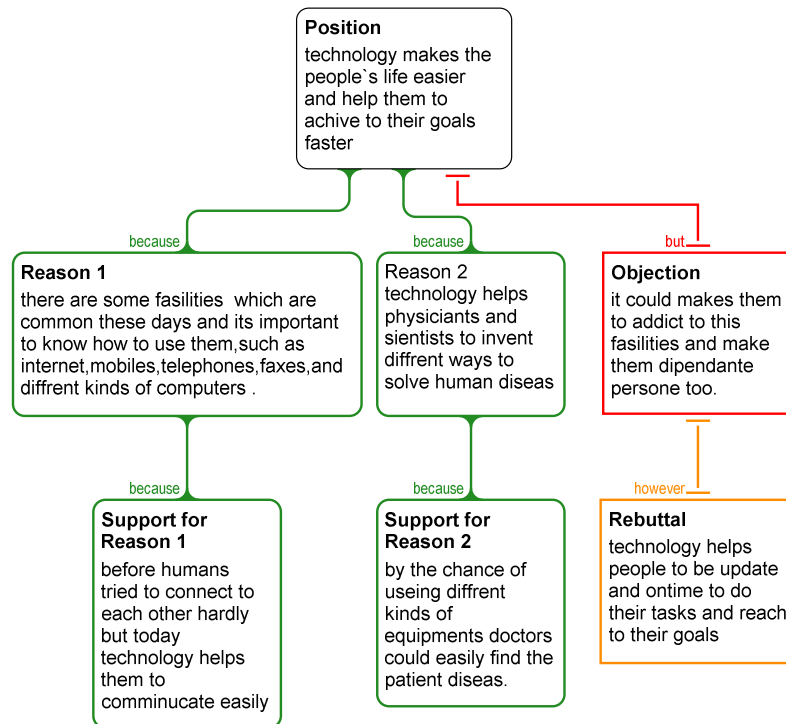 Position
technology makes the
people`s life easier
and help them to
achive to their goals
faster
because
because
but
Reason 1
there are some fasilities  which are
common these days and its important
to know how to use them,such as
internet,mobiles,telephones,faxes,and
diffrent kinds of computers .
Reason 2
technology helps
physiciants and
sientists to invent
diffrent ways to
solve human diseas
Objection
it could makes them
to addict to this
fasilities and make
them dipendante
persone too.
because
because
however
Support for
Reason 1
before humans
tried to connect to
each other hardly
but today
technology helps
them to
comminucate easily
Support for
Reason 2
by the chance of
useing diffrent
kinds of
equipments doctors
could easily find the
patient diseas.
Rebuttal
technology helps
people to be update
and ontime to do
their tasks and reach
to their goals